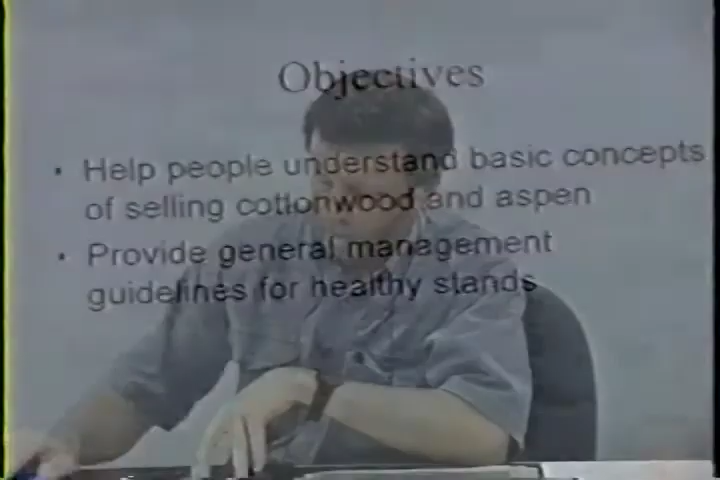 Objectives
• Help people understand basic concepts
of selling cottonwood and aspen
• Provide general management
guidelines for healthy stands